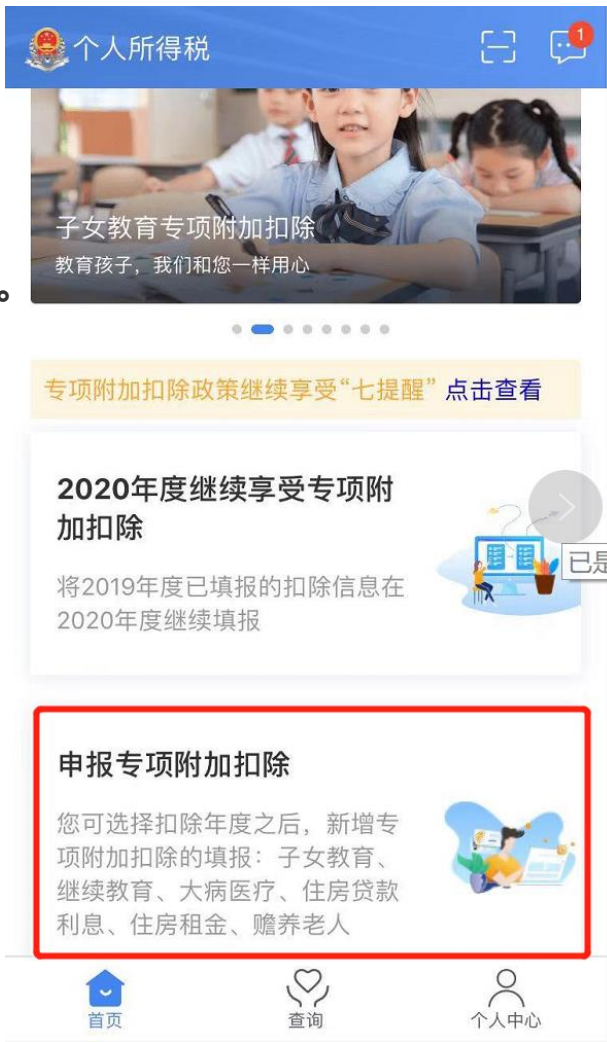 个人所得税
1
子女教育专项附加扣除
教育孩子，我们和您一样用心
。
专项附加扣除政策继续享受“七提醒” 点击查看
2020年度继续享受专项附
加扣除
已是
将2019年度已填报的扣除信息在
2020年度继续填报
申报专项附加扣除
您可选择扣除年度之后，新增专
项附加扣除的填报：子女教育、
继续教育、大病医疗、住房贷款
利息、住房租金、赡养老人
首页
查询
个人中心